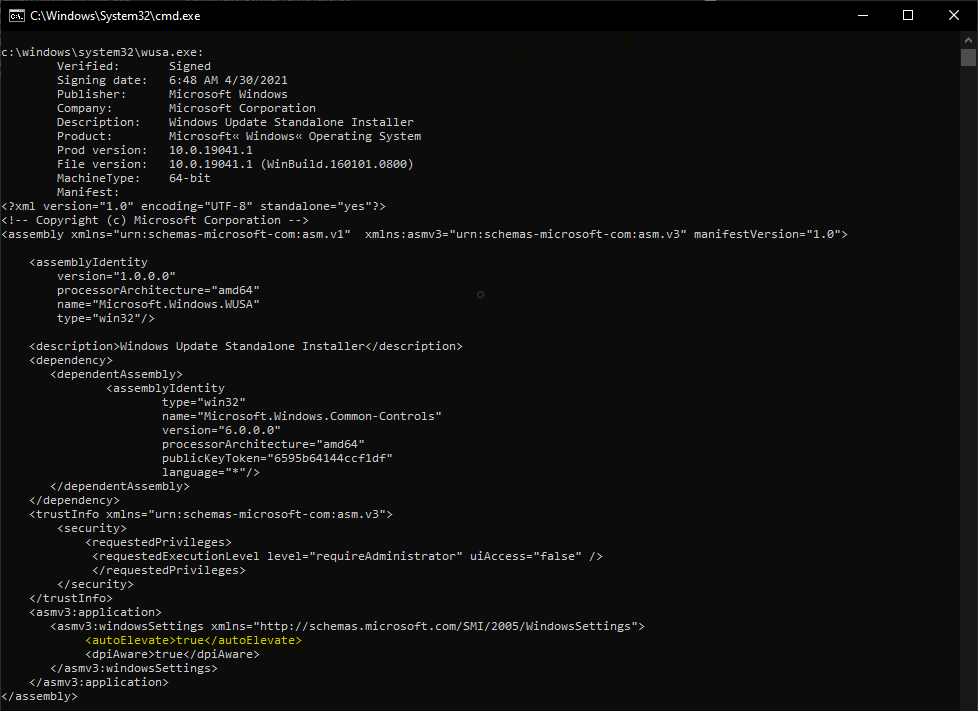 C:\Windows\System32\cmd.exe
c:\windows\system32\wusa.exe:
        Verified:       Signed
        Signing date:   6:48 AM 4/30/2021
        Publisher:      Microsoft Windows
        Company:        Microsoft Corporation
        Description:    Windows Update Standalone Installer
        Product:        Microsoft« Windows« Operating System
        Prod version:   10.0.19041.1
        File version:   10.0.19041.1 (WinBuild.160101.0800)
        MachineType:    64-bit
        Manifest:
<?xml version="1.0" encoding="UTF-8" standalone="yes"?>
<!-- Copyright (c) Microsoft Corporation -->
<assembly xmlns="urn:schemas-microsoft-com:asm.v1"  xmlns:asmv3="urn:schemas-microsoft-com:asm.v3" manifestVersion="1.0">
    <assemblyIdentity
        version="1.0.0.0"
        processorArchitecture="amd64"
        name="Microsoft.Windows.WUSA"
        type="win32"/>
    <description>Windows Update Standalone Installer</description>
    <dependency>
       <dependentAssembly>
               <assemblyIdentity
                       type="win32"
                       name="Microsoft.Windows.Common-Controls"
                       version="6.0.0.0"
                       processorArchitecture="amd64"
                       publicKeyToken="6595b64144ccf1df"
                       language="*"/>
       </dependentAssembly>
    </dependency>
    <trustInfo xmlns="urn:schemas-microsoft-com:asm.v3">
        <security>
            <requestedPrivileges>
             <requestedExecutionLevel level="requireAdministrator" uiAccess="false" />
             </requestedPrivileges>
        </security>
    </trustInfo>
    <asmv3:application>
       <asmv3:windowsSettings xmlns="http://schemas.microsoft.com/SMI/2005/WindowsSettings">
            <autoElevate>true</autoElevate>
            <dpiAware>true</dpiAware>
       </asmv3:windowsSettings>
    </asmv3:application>
</assembly>